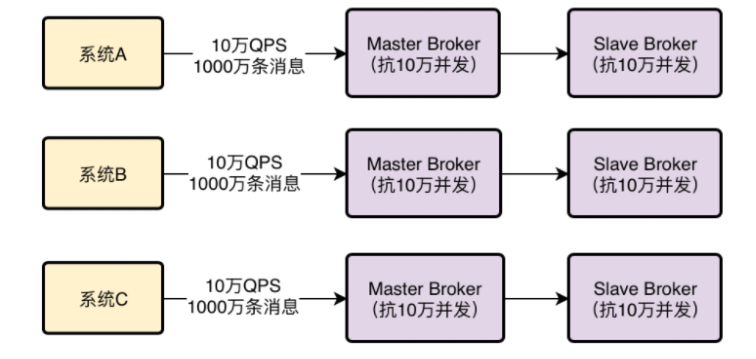 系统A
10万QPS
1000万条消息
Master Broker
（抗10万并发）
Slave Broker
（抗10万并发）
系统B
10万QPS
1000万条消息
Master Broker
（抗10万并发）
Slave Broker
（抗10万并发）
系统C
10万QPS
1000万条消息
Master Broker
（抗10万并发）
Slave Broker
（抗10万并发）